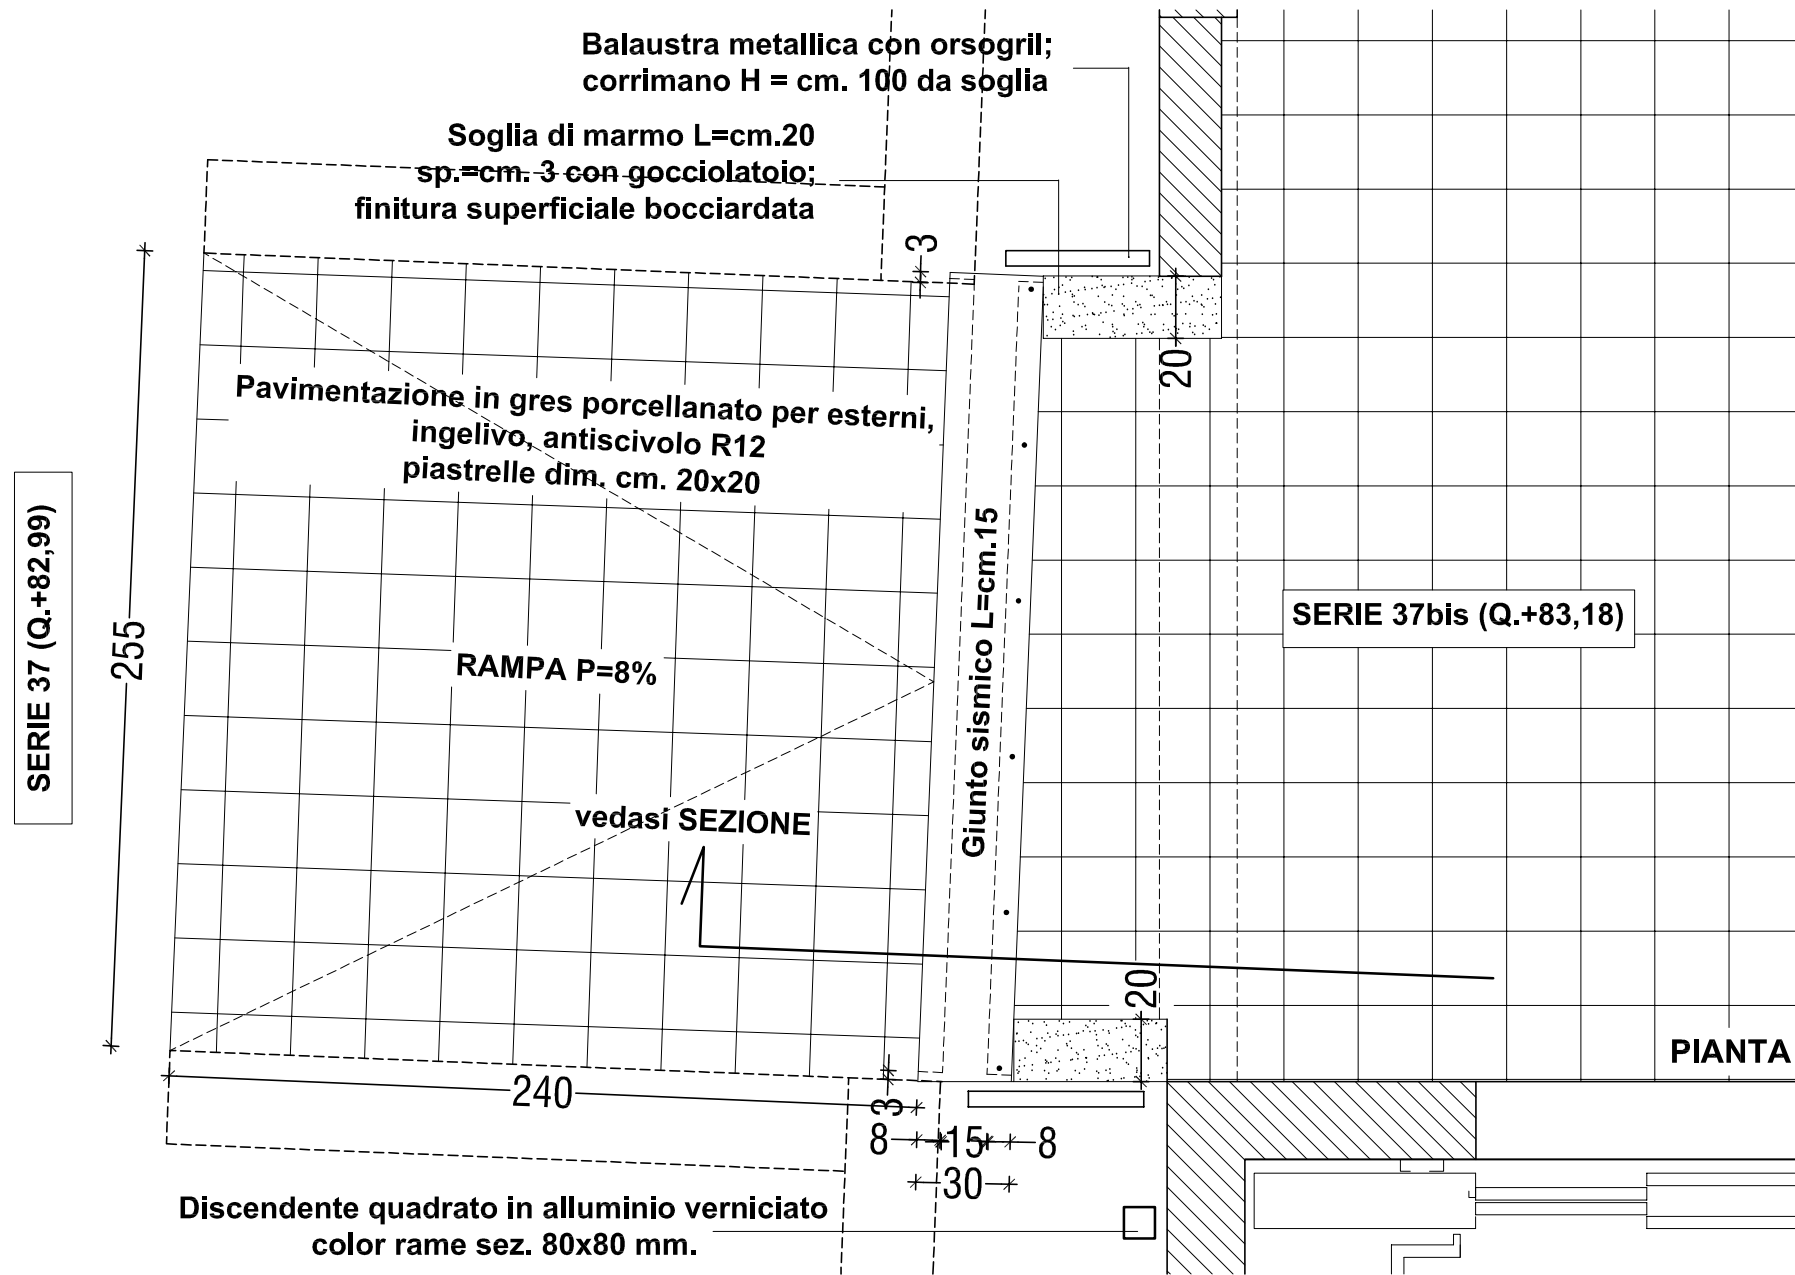 Balaustra metallica con orsogril;
corrimano H = cm. 100 da soglia
Soglia di marmo L=cm.20
sp.=cm. 3 con gocciolatoio;
finitura superficiale bocciardata
3
20
Pavimentazione in gres porcellanato per esterni,
ingelivo, antiscivolo R12
piastrelle dim. cm. 20x20
SERIE 37 (Q.+82,99)
255
RAMPA P=8%
Giunto sismico L=cm.15
SERIE 37bis (Q.+83,18)
vedasi SEZIONE
20
PIANTA
240
3
8
15
8
30
Discendente quadrato in alluminio verniciato
color rame sez. 80x80 mm.